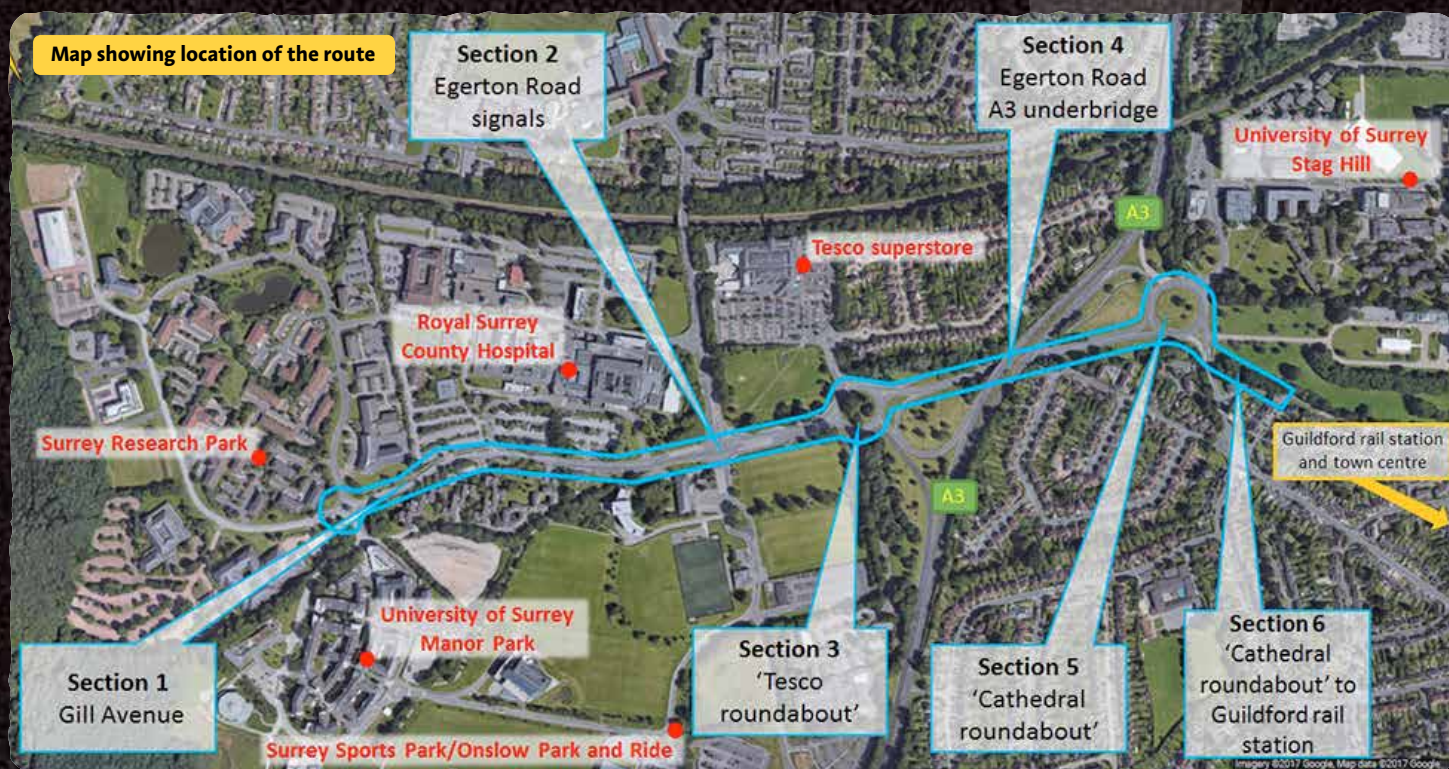 Map showing location of the route
Section 2
Egerton Road
signals
Section 4
Egerton Road
A3 underbridge
University of Surrey
Stag Hill
A3
Tesco superstore
Royal Surrey
County Hospital
Surrey Research Park
Guildford rail station
and town centre
A3
University of Surrey
Manor Park
Section 1
Gill Avenue
Section 3
'Tesco
roundabout'
Section 5
'Cathedral
roundabout'
Section 6
'Cathedral
roundabout' to
Guildford rail
station
Surrey Sports Park/Onslow Park and Ride
Imagery ©2017 Google, Map data ©2017 Google